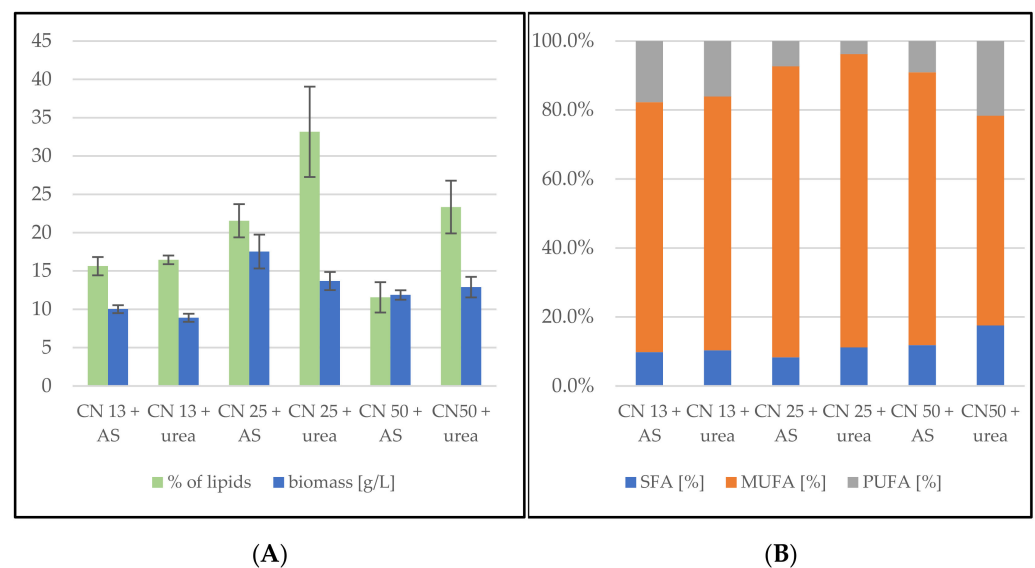 45
40
35
30
25
20
15
10
5
0
CN 13 + AS
CN 13 + urea
CN 25 + AS
CN 25 + urea
CN 50 + AS
CN50 + urea
% of lipids
biomass [g/L]
(A)
100.0%
80.0%
60.0%
40.0%
20.0%
0.0%
CN 13 + AS
CN 13 + urea
CN 25 + AS
CN 25 + urea
CN 50 + AS
CN50 + urea
SFA [%]
MUFA [%]
PUFA [%]
(B)